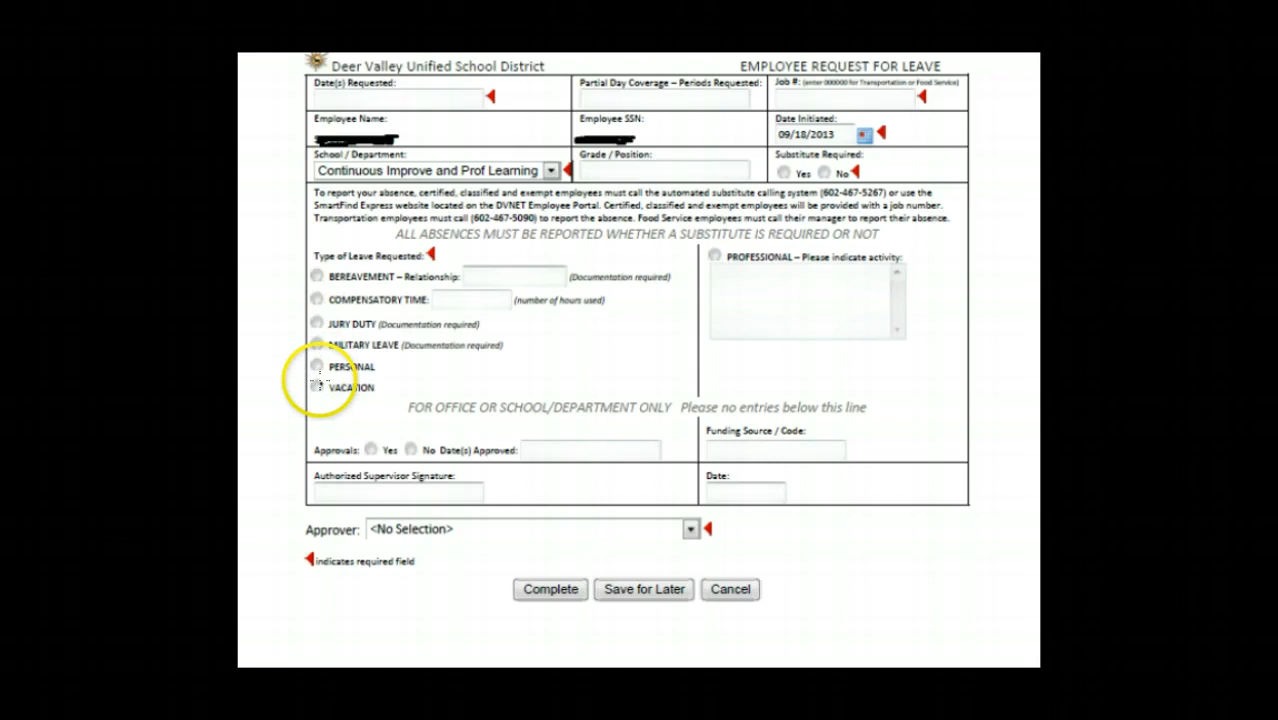 Deer Valley Unified School District EMPLOYEE REQUEST FOR LEAVE
Date(s) Requested: Partial Day Coverage – Periods Requested: Job #: (enter 000000 for Transportation or Food Service)
Employee Name: Employee SSN: Date Initiated:
09/18/2013
School / Department: Grade / Position: Substitute Required:
Continuous Improve and Prof Learning Yes No
To report your absence, certified, classified and exempt employees must call the automated substitute calling system (602-467-5267) or use the
SmartFind Express website located on the DVNET Employee Portal. Certified, classified and exempt employees will be provided with a job number.
Transportation employees must call (602-467-5090) to report the absence. Food Service employees must call their manager to report their absence.
ALL ABSENCES MUST BE REPORTED WHETHER A SUBSTITUTE IS REQUIRED OR NOT
Type of Leave Requested: PROFESSIONAL – Please indicate activity:
BEREAVEMENT – Relationship: (Documentation required)
COMPENSATORY TIME: (number of hours used)
JURY DUTY (Documentation required)
MILITARY LEAVE (Documentation required)
PERSONAL
VACATION
FOR OFFICE OR SCHOOL/DEPARTMENT ONLY Please no entries below this line
Funding Source / Code:
Approvals: Yes No Date(s) Approved:
Authorized Supervisor Signature: Date:
Approver: <No Selection>
indicates required field
Complete Save for Later Cancel